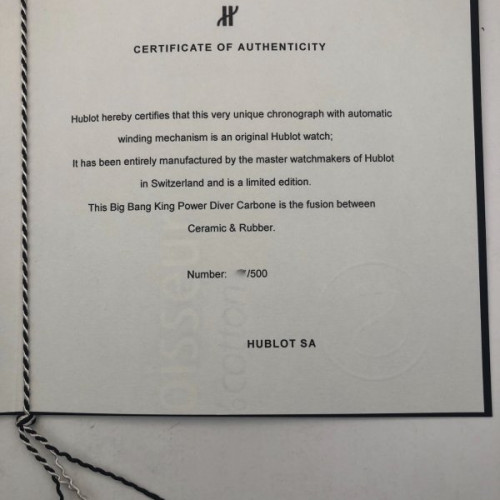 H
CERTIFICATE OF AUTHENTICITY
Hublot hereby certifies that this very unique chronograph with automatic
winding mechanism is an original Hublot watch;
It has been entirely manufactured by the master watchmakers of Hublot
in Switzerland and is a limited edition.
This Big Bang King Power Diver Carbone is the fusion between
Ceramic & Rubber.
Number: /500
HUBLOT SA